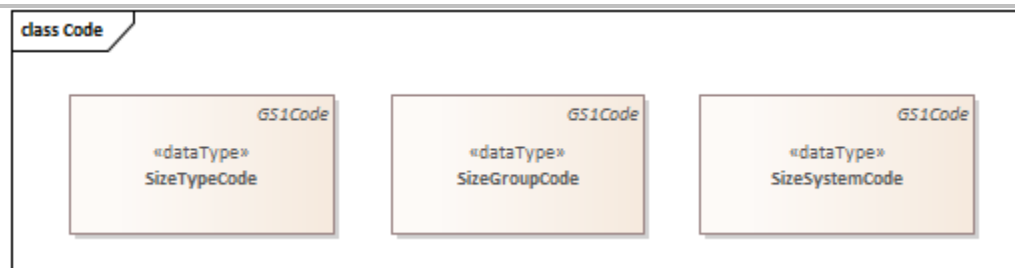 class Code
GS1Code
«dataType»
SizeTypeCode
GS1Code
«dataType»
SizeGroupCode
GS1Code
«dataType»
SizeSystemCode